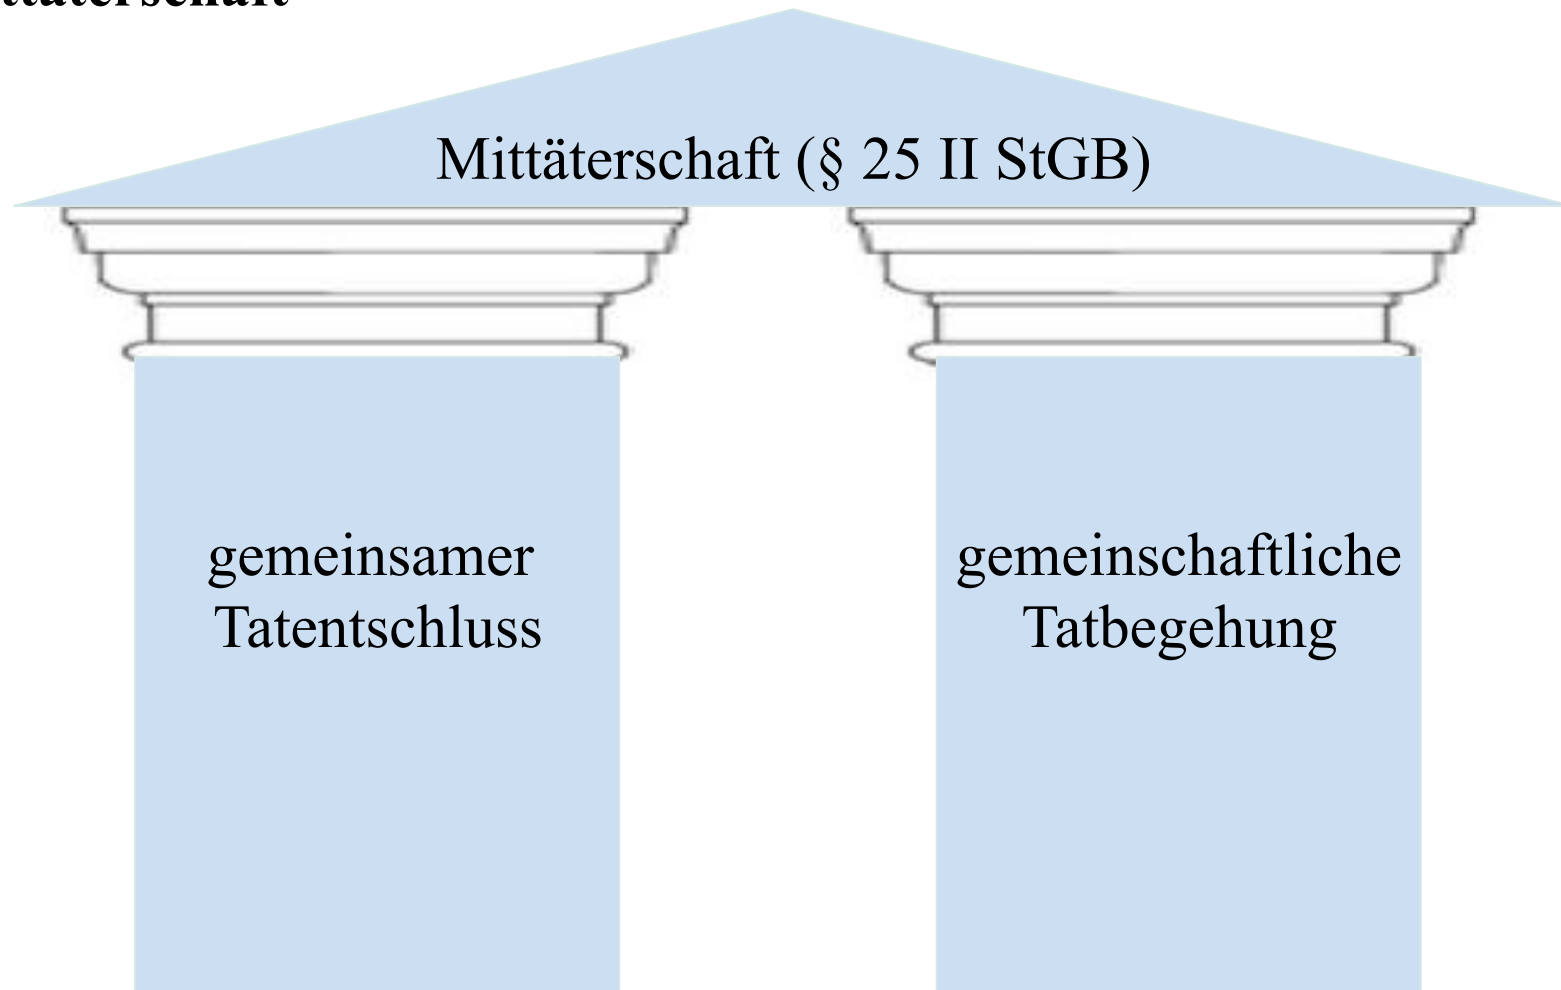 Mittäterschaft (§ 25 II StGB)
gemeinsamer
Tatentschluss
gemeinschaftliche
Tatbegehung